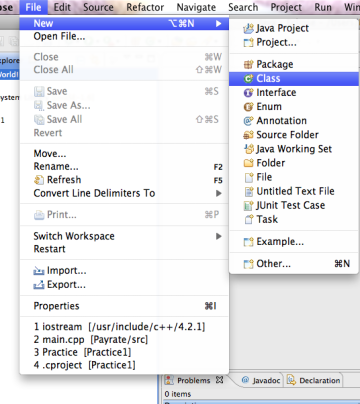 pse File Edit Source Refactor Navigate Search Project Run Win
New ⌥⌘N ▶
Open File...
Close ⌘W
Close All ⇧⌘W
Save ⌘S
Save As...
Save All ⇧⌘S
Revert
Move...
Rename... F2
Refresh F5
Convert Line Delimiters To ▶
Print... ⌘P
Switch Workspace ▶
Restart
Import...
Export...
Properties ⌘I
1 iostream [/usr/include/c++/4.2.1]
2 main.cpp [Payrate/src]
3 Practice [Practice1]
4 .cproject [Practice1]
Java Project
Project...
Package
Class
Interface
Enum
Annotation
Source Folder
Java Working Set
Folder
File
Untitled Text File
JUnit Test Case
Task
Example...
Other... ⌘N
xplore
World!
ystem
1
Problems Javadoc Declaration
0 items